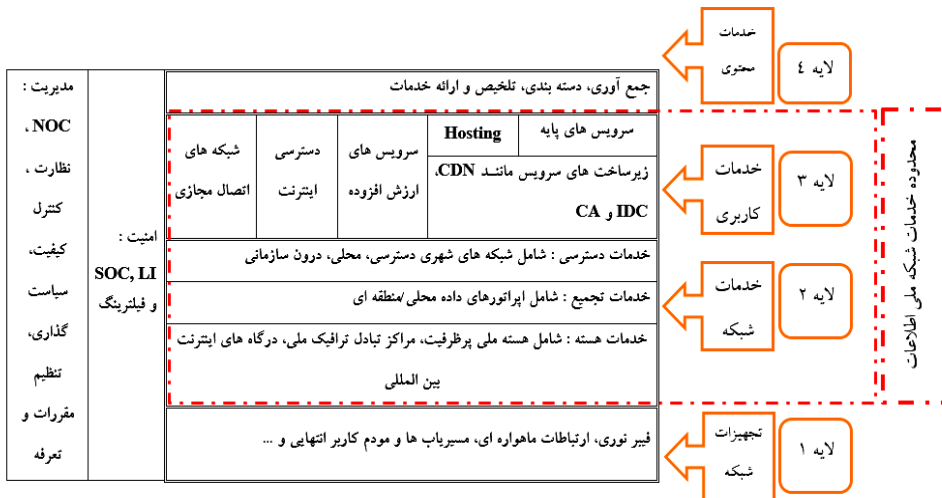 خدمات
محتوی
لایه ٤
جمع آوری، دسته بندی، تلخیص و ارائه خدمات
مدیریت :
NOC ،
نظارت ،
کنترل
کیفیت،
سیاست
گذاری،
تنظیم
مقررات و
تعرفه
امنیت :
SOC, LI
و فیلترینگ
سرویس های پایه
Hosting
زیرساخت های سرویس ماننـد CDN،
IDC و CA
سرویس های
ارزش افزوده
دسترسی
اینترنت
شبکه های
اتصال مجازی
خدمات
کاربری
لایه ۳
محدوده خدمات شبکه ملی اطلاعات
خدمات دسترسی : شامل شبکه های شهری دسترسی، محلی، درون سازمانی
خدمات تجمیع : شامل اپراتورهای داده محلی/منطقه ای
خدمات هسته : شامل هسته ملی پرظرفیت، مراکز تبادل ترافیک ملی، درگاه های اینترنت
بین المللی
خدمات
شبکه
لایه ۲
فیبر نوری، ارتباطات ماهواره ای، مسیریاب ها و مودم کاربر انتهایی و ...
تجهیزات
شبکه
لایه ۱